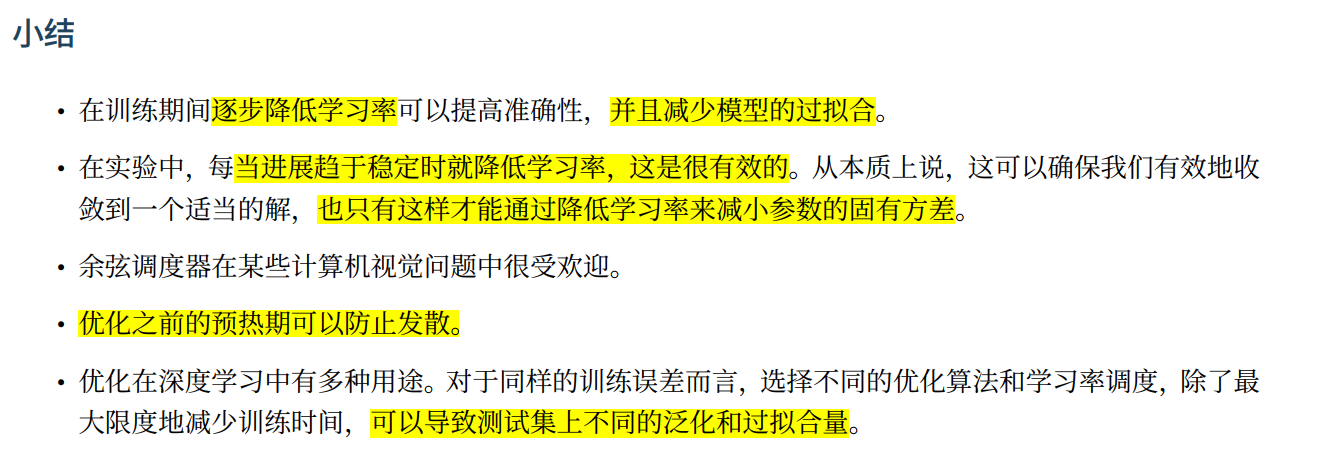 小结
• 在训练期间逐步降低学习率可以提高准确性，并且减少模型的过拟合。
• 在实验中，每当进展趋于稳定时就降低学习率，这是很有效的。从本质上说，这可以确保我们有效地收
敛到一个适当的解，也只有这样才能通过降低学习率来减小参数的固有方差。
• 余弦调度器在某些计算机视觉问题中很受欢迎。
• 优化之前的预热期可以防止发散。
• 优化在深度学习中有多种用途。对于同样的训练误差而言，选择不同的优化算法和学习率调度，除了最
大限度地减少训练时间，可以导致测试集上不同的泛化和过拟合量。